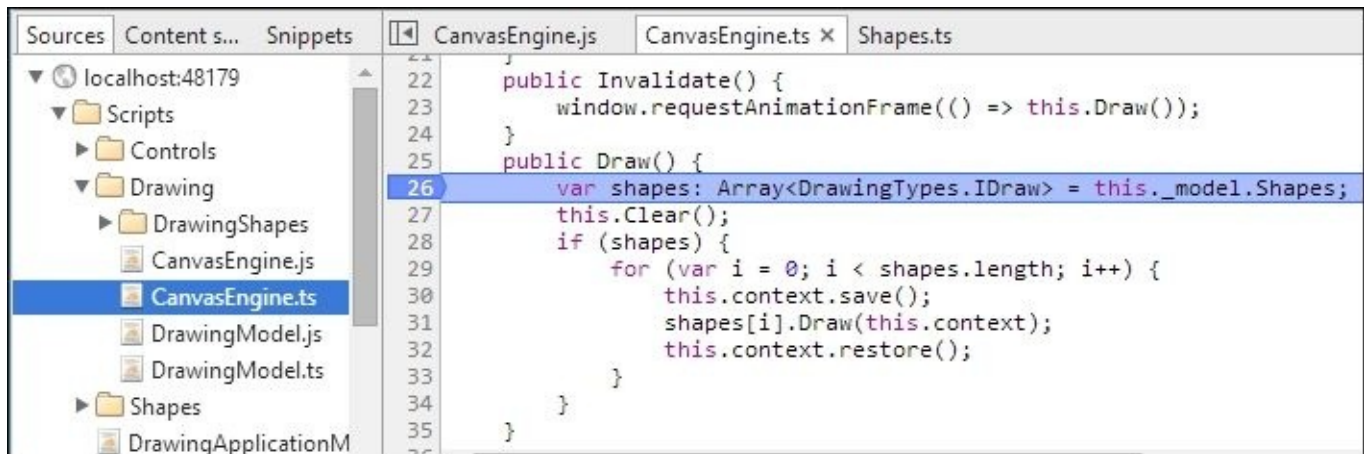 Sources Content s... Snippets
CanvasEngine.js CanvasEngine.ts × Shapes.ts
localhost:48179
Scripts
Controls
Drawing
DrawingShapes
CanvasEngine.js
CanvasEngine.ts
DrawingModel.js
DrawingModel.ts
Shapes
DrawingApplicationM
21 }
22 public Invalidate() {
23 window.requestAnimationFrame(() => this.Draw());
24 }
25 public Draw() {
26 var shapes: Array<DrawingTypes.IDraw> = this._model.Shapes;
27 this.Clear();
28 if (shapes) {
29 for (var i = 0; i < shapes.length; i++) {
30 this.context.save();
31 shapes[i].Draw(this.context);
32 this.context.restore();
33 }
34 }
35 }
36